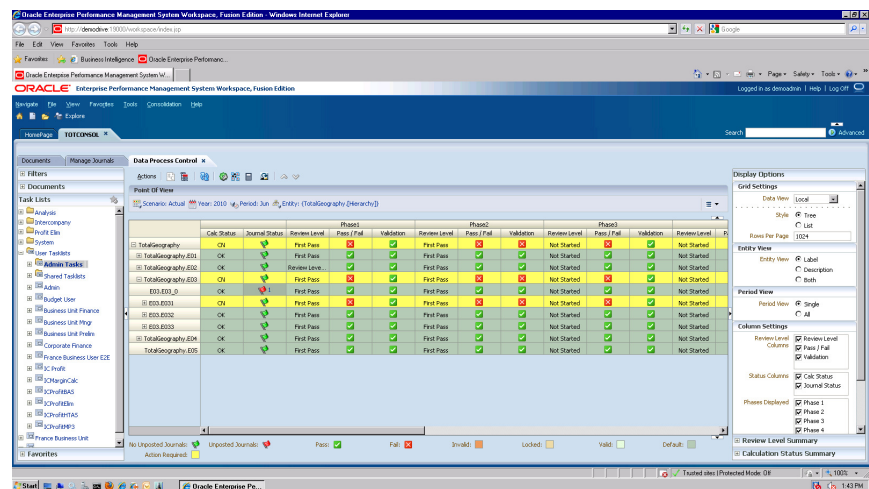 Oracle Enterprise Performance Management System Workspace, Fusion Edition - Windows Internet Explorer
http://demodrive:19000/workspace/index.jsp
Google
File Edit View Favorites Tools Help
Favorites Business Intelligence Oracle Enterprise Performanc...
Oracle Enterprise Performance Management System W...
Page Safety Tools
ORACLE Enterprise Performance Management System Workspace, Fusion Edition
Logged in as demoadmin | Help | Log Off
Navigate File View Favorites Tools Consolidation Help
Explore
HomePage TOTCONSOL × Search Advanced
Documents Manage Journals Data Process Control ×
Filters
Documents
Task Lists
Analysis
Intercompany
Profit Elim
System
User Tasklists
Admin Tasks
Shared Tasklists
Admin
Budget User
Business Unit Finance
Business Unit Mngr
Business Unit Prelim
Corporate Finance
France Business User E2E
IC Profit
ICMarginCalc
ICProfitBAS
ICProfitElim
ICProfitHTAS
ICProfitMP3
France Business Unit
Favorites
Actions
Point Of View
Scenario: Actual Year: 2010 Period: Jun Entity: {TotalGeography.[Hierarchy]}
Phase1 Phase2 Phase3
Calc Status Journal Status Review Level Pass / Fail Validation Review Level Pass / Fail Validation Review Level Pass / Fail Validation Review Level
TotalGeography CN First Pass First Pass Not Started Not Started
TotalGeography.E01 OK First Pass First Pass Not Started Not Started
TotalGeography.E02 OK Review Leve... First Pass Not Started Not Started
TotalGeography.E03 CN First Pass First Pass Not Started Not Started
E03.E03_0 OK 1 First Pass First Pass Not Started Not Started
E03.E031 CN First Pass First Pass Not Started Not Started
E03.E032 OK First Pass First Pass Not Started Not Started
E03.E033 OK First Pass First Pass Not Started Not Started
TotalGeography.E04 OK First Pass First Pass Not Started Not Started
TotalGeography.E05 OK First Pass First Pass Not Started Not Started
No Unposted Journals: Unposted Journals: Pass: Fail: Invalid: Locked: Valid: Default:
Action Required:
Display Options
Grid Settings
Data View Local
Style Tree
List
Rows Per Page 1024
Entity View
Entity View Label
Description
Both
Period View
Period View Single
All
Column Settings
Review Level Columns Review Level
Pass / Fail
Validation
Status Columns Calc Status
Journal Status
Phases Displayed Phase 1
Phase 2
Phase 3
Phase 4
Review Level Summary
Calculation Status Summary
Trusted sites | Protected Mode: Off 100%
Start Oracle Enterprise Pe... 1:43 PM